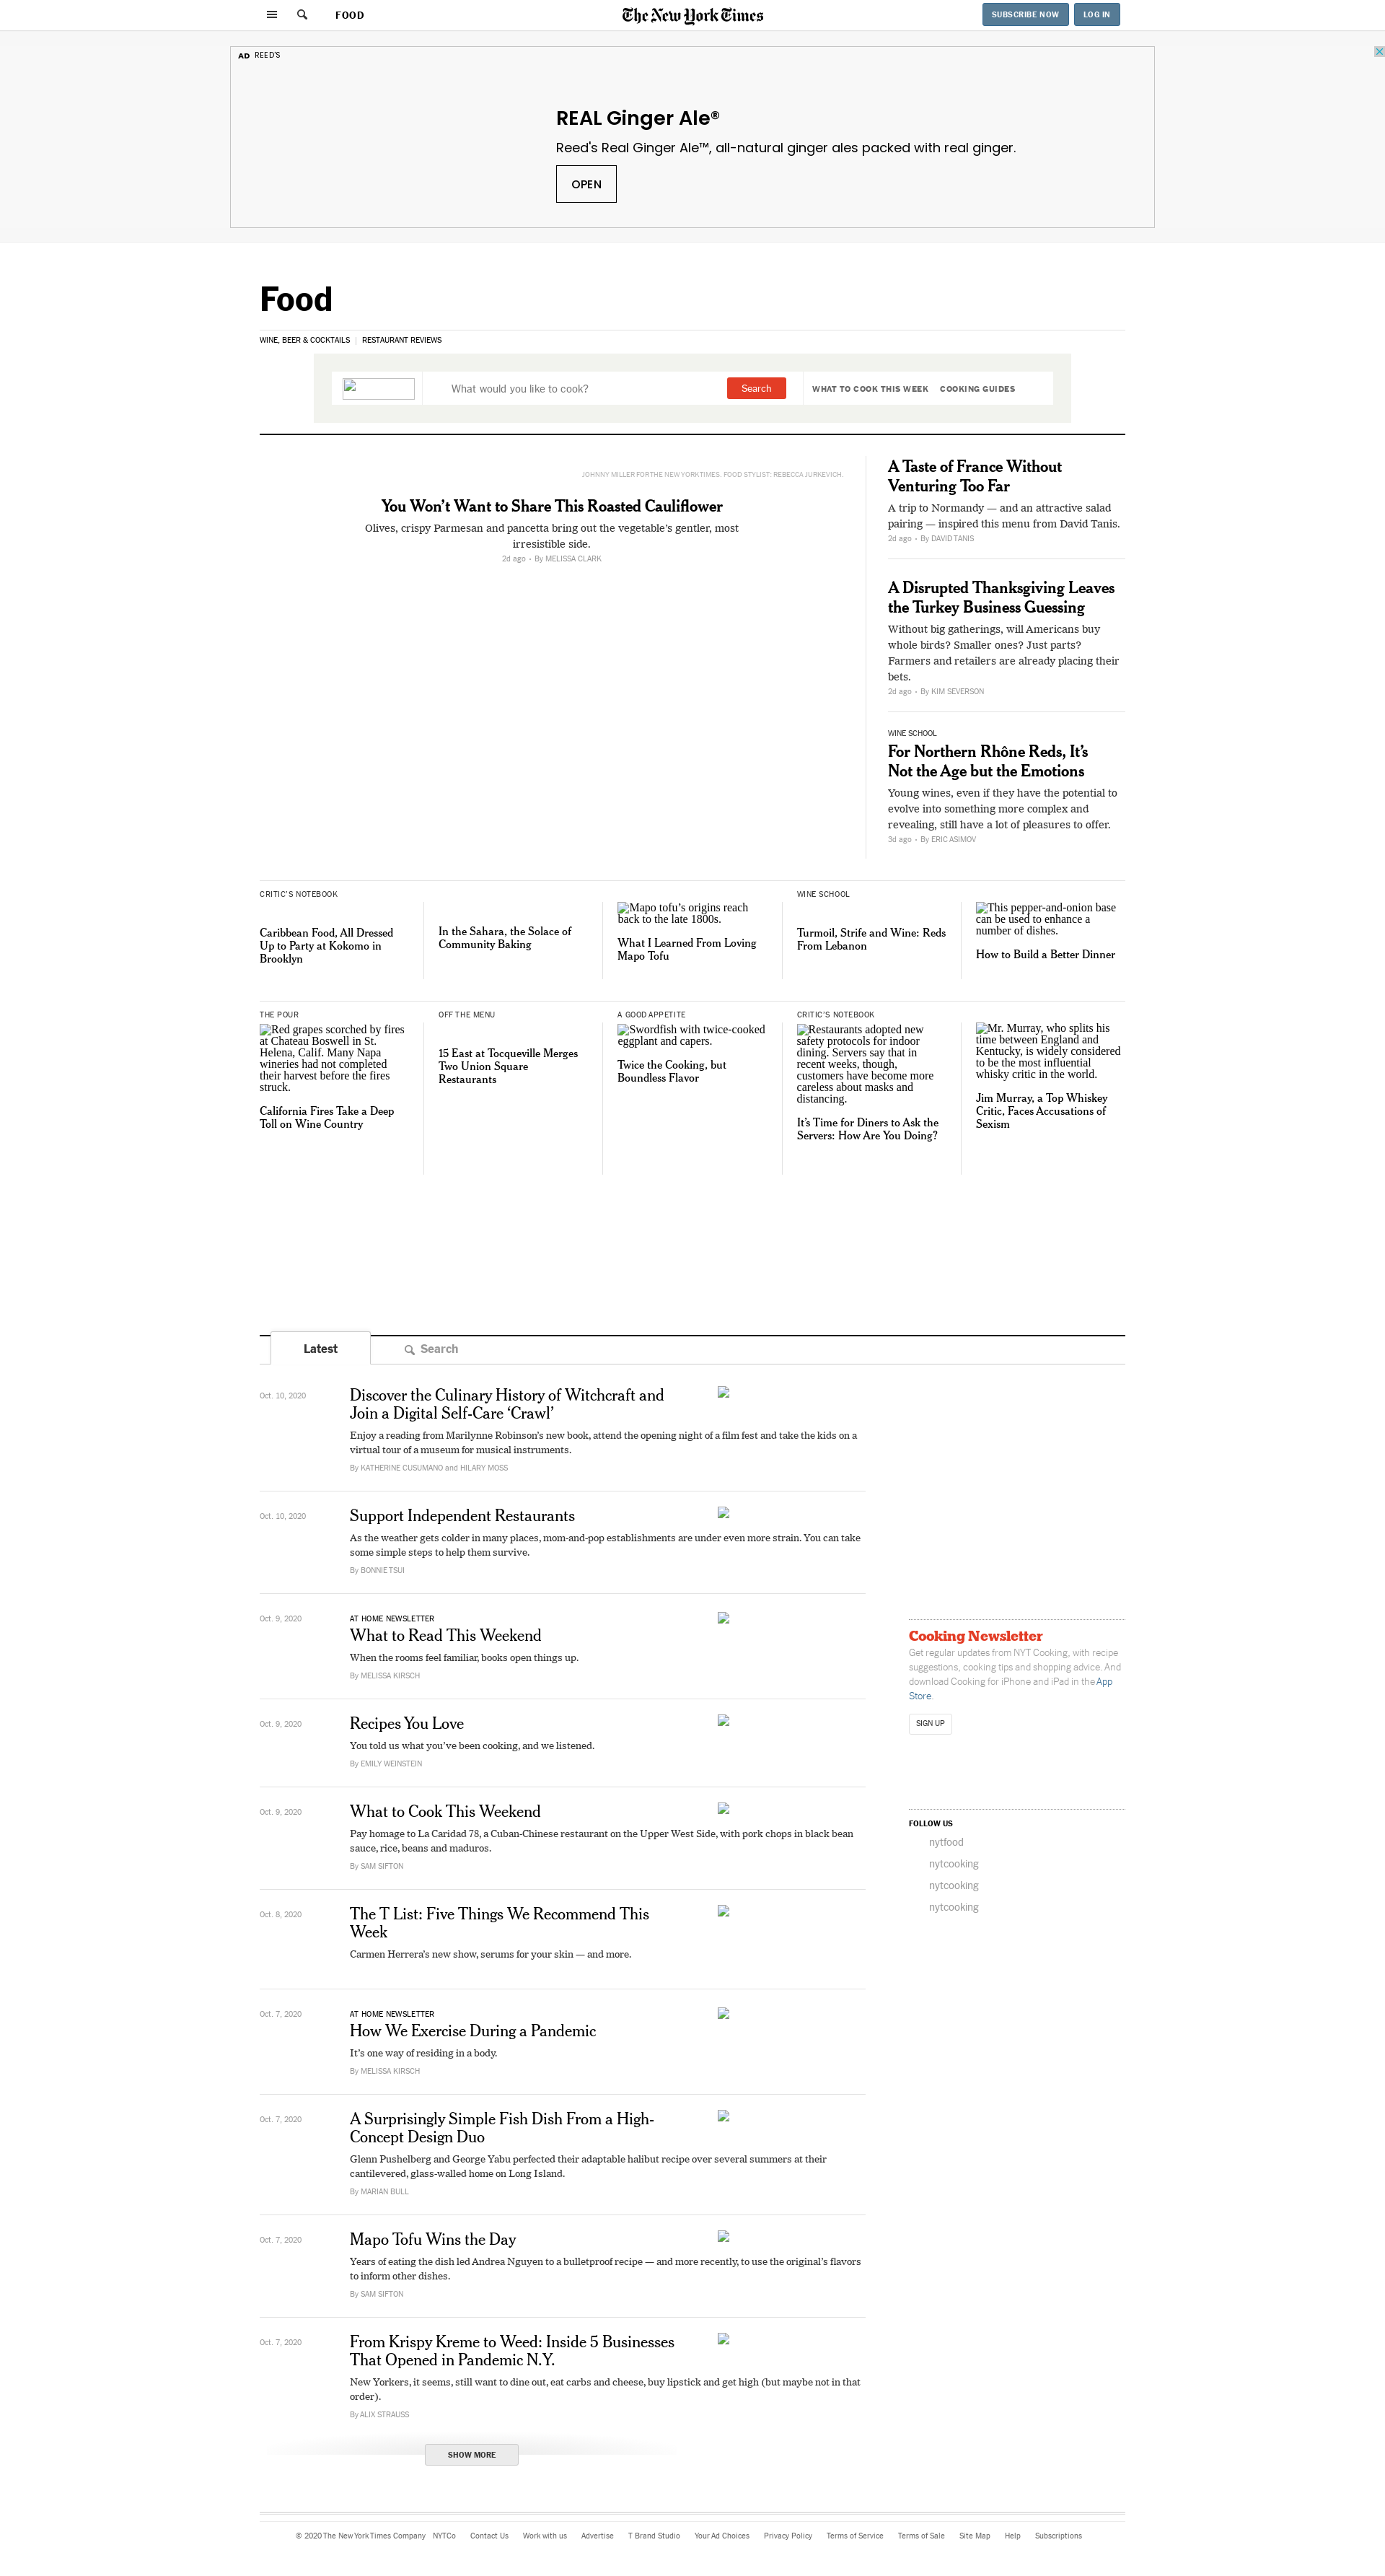 FOOD
The New York Times
SUBSCRIBE NOW
LOG IN
AD REED'S
REAL Ginger Ale®
Reed's Real Ginger Ale™, all-natural ginger ales packed with real ginger.
OPEN
Food
WINE, BEER & COCKTAILS
RESTAURANT REVIEWS
What would you like to cook?
Search
WHAT TO COOK THIS WEEK
COOKING GUIDES
JOHNNY MILLER FOR THE NEW YORK TIMES. FOOD STYLIST: REBECCA JURKEVICH.
You Won't Want to Share This Roasted Cauliflower
Olives, crispy Parmesan and pancetta bring out the vegetable's gentler, most
irresistible side.
2d ago · By MELISSA CLARK
A Taste of France Without
Venturing Too Far
A trip to Normandy — and an attractive salad
pairing — inspired this menu from David Tanis.
2d ago · By DAVID TANIS
A Disrupted Thanksgiving Leaves
the Turkey Business Guessing
Without big gatherings, will Americans buy
whole birds? Smaller ones? Just parts?
Farmers and retailers are already placing their
bets.
2d ago · By KIM SEVERSON
WINE SCHOOL
For Northern Rhône Reds, It's
Not the Age but the Emotions
Young wines, even if they have the potential to
evolve into something more complex and
revealing, still have a lot of pleasures to offer.
3d ago · By ERIC ASIMOV
CRITIC'S NOTEBOOK
Caribbean Food, All Dressed
Up to Party at Kokomo in
Brooklyn
In the Sahara, the Solace of
Community Baking
Mapo tofu's origins reach
back to the late 1800s.
What I Learned From Loving
Mapo Tofu
WINE SCHOOL
Turmoil, Strife and Wine: Reds
From Lebanon
This pepper-and-onion base
can be used to enhance a
number of dishes.
How to Build a Better Dinner
THE POUR
Red grapes scorched by fires
at Chateau Boswell in St.
Helena, Calif. Many Napa
wineries had not completed
their harvest before the fires
struck.
California Fires Take a Deep
Toll on Wine Country
OFF THE MENU
15 East at Tocqueville Merges
Two Union Square
Restaurants
A GOOD APPETITE
Swordfish with twice-cooked
eggplant and capers.
Twice the Cooking, but
Boundless Flavor
CRITIC'S NOTEBOOK
Restaurants adopted new
safety protocols for indoor
dining. Servers say that in
recent weeks, though,
customers have become more
careless about masks and
distancing.
It's Time for Diners to Ask the
Servers: How Are You Doing?
Mr. Murray, who splits his
time between England and
Kentucky, is widely considered
to be the most influential
whisky critic in the world.
Jim Murray, a Top Whiskey
Critic, Faces Accusations of
Sexism
Latest
Search
Oct. 10, 2020
Discover the Culinary History of Witchcraft and
Join a Digital Self-Care 'Crawl'
Enjoy a reading from Marilynne Robinson's new book, attend the opening night of a film fest and take the kids on a
virtual tour of a museum for musical instruments.
By KATHERINE CUSUMANO and HILARY MOSS
Oct. 10, 2020
Support Independent Restaurants
As the weather gets colder in many places, mom-and-pop establishments are under even more strain. You can take
some simple steps to help them survive.
By BONNIE TSUI
Oct. 9, 2020
AT HOME NEWSLETTER
What to Read This Weekend
When the rooms feel familiar, books open things up.
By MELISSA KIRSCH
Oct. 9, 2020
Recipes You Love
You told us what you've been cooking, and we listened.
By EMILY WEINSTEIN
Oct. 9, 2020
What to Cook This Weekend
Pay homage to La Caridad 78, a Cuban-Chinese restaurant on the Upper West Side, with pork chops in black bean
sauce, rice, beans and maduros.
By SAM SIFTON
Oct. 8, 2020
The T List: Five Things We Recommend This
Week
Carmen Herrera's new show, serums for your skin — and more.
Oct. 7, 2020
AT HOME NEWSLETTER
How We Exercise During a Pandemic
It's one way of residing in a body.
By MELISSA KIRSCH
Oct. 7, 2020
A Surprisingly Simple Fish Dish From a High-
Concept Design Duo
Glenn Pushelberg and George Yabu perfected their adaptable halibut recipe over several summers at their
cantilevered, glass-walled home on Long Island.
By MARIAN BULL
Oct. 7, 2020
Mapo Tofu Wins the Day
Years of eating the dish led Andrea Nguyen to a bulletproof recipe — and more recently, to use the original's flavors
to inform other dishes.
By SAM SIFTON
Oct. 7, 2020
From Krispy Kreme to Weed: Inside 5 Businesses
That Opened in Pandemic N.Y.
New Yorkers, it seems, still want to dine out, eat carbs and cheese, buy lipstick and get high (but maybe not in that
order).
By ALIX STRAUSS
SHOW MORE
Cooking Newsletter
Get regular updates from NYT Cooking, with recipe
suggestions, cooking tips and shopping advice. And
download Cooking for iPhone and iPad in the App
Store.
SIGN UP
FOLLOW US
nytfood
nytcooking
nytcooking
nytcooking
© 2020 The New York Times Company NYTCo Contact Us Work with us Advertise T Brand Studio Your Ad Choices Privacy Policy Terms of Service Terms of Sale Site Map Help Subscriptions